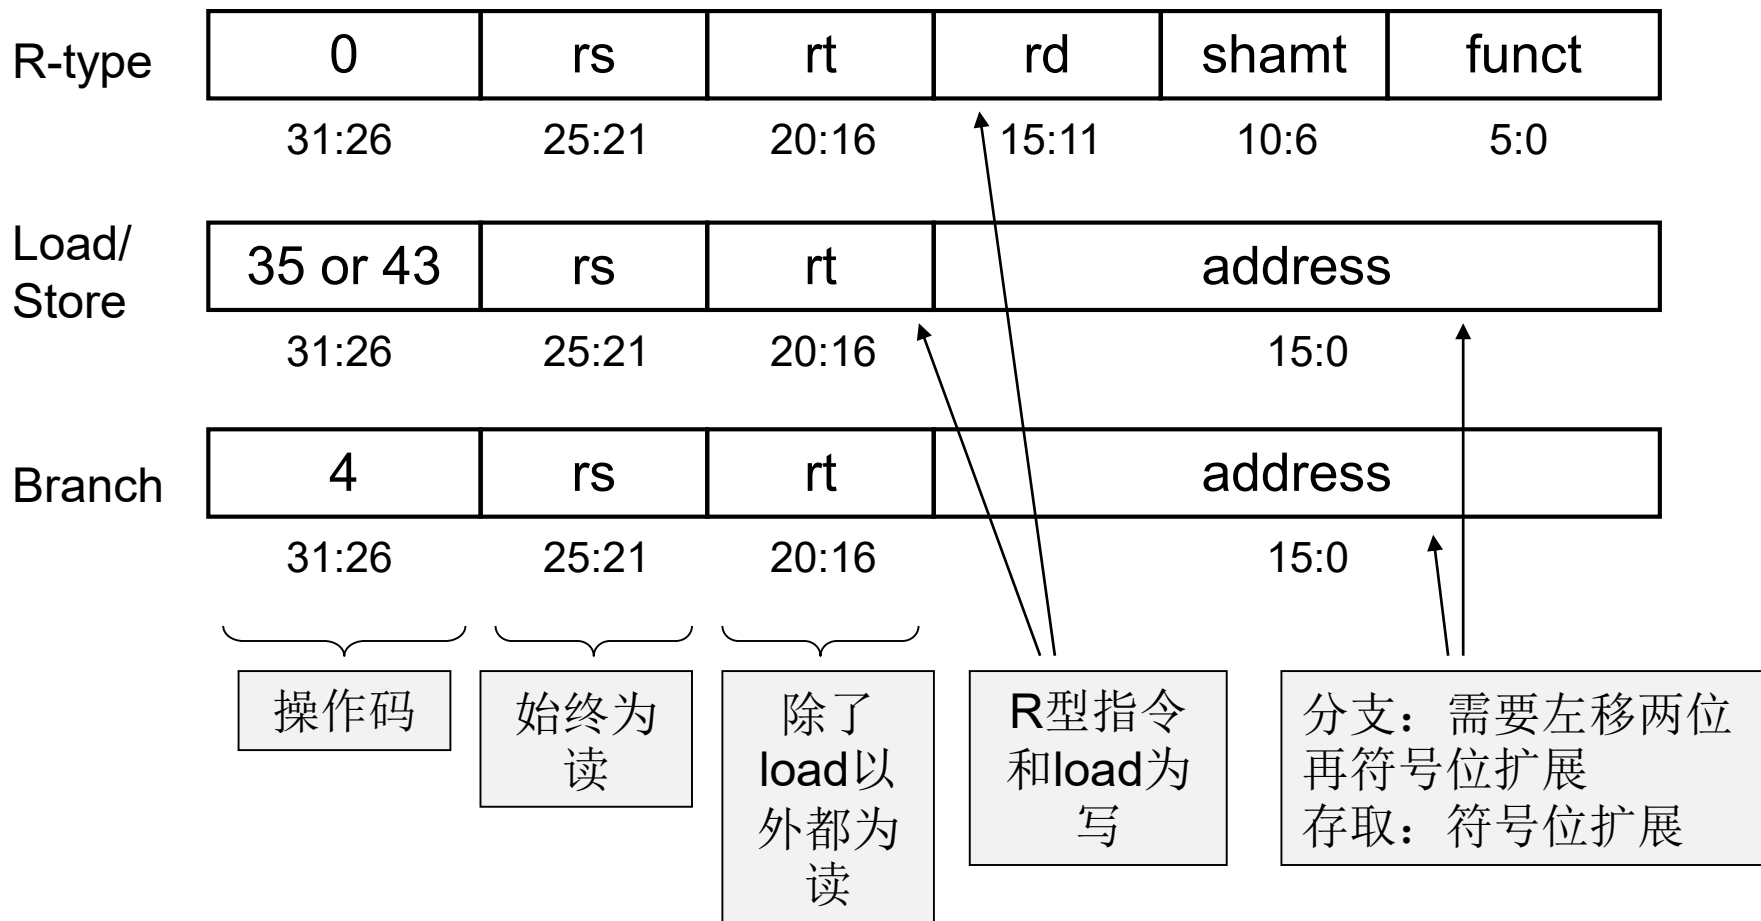 R-type 0 rs rt rd shamt funct
31:26 25:21 20:16 15:11 10:6 5:0
Load/
Store
35 or 43 rs rt address
31:26 25:21 20:16 15:0
Branch 4 rs rt address
31:26 25:21 20:16 15:0
操作码
始终为
读
除了
load以
外都为
读
R型指令
和load为
写
分支：需要左移两位
再符号位扩展
存取：符号位扩展